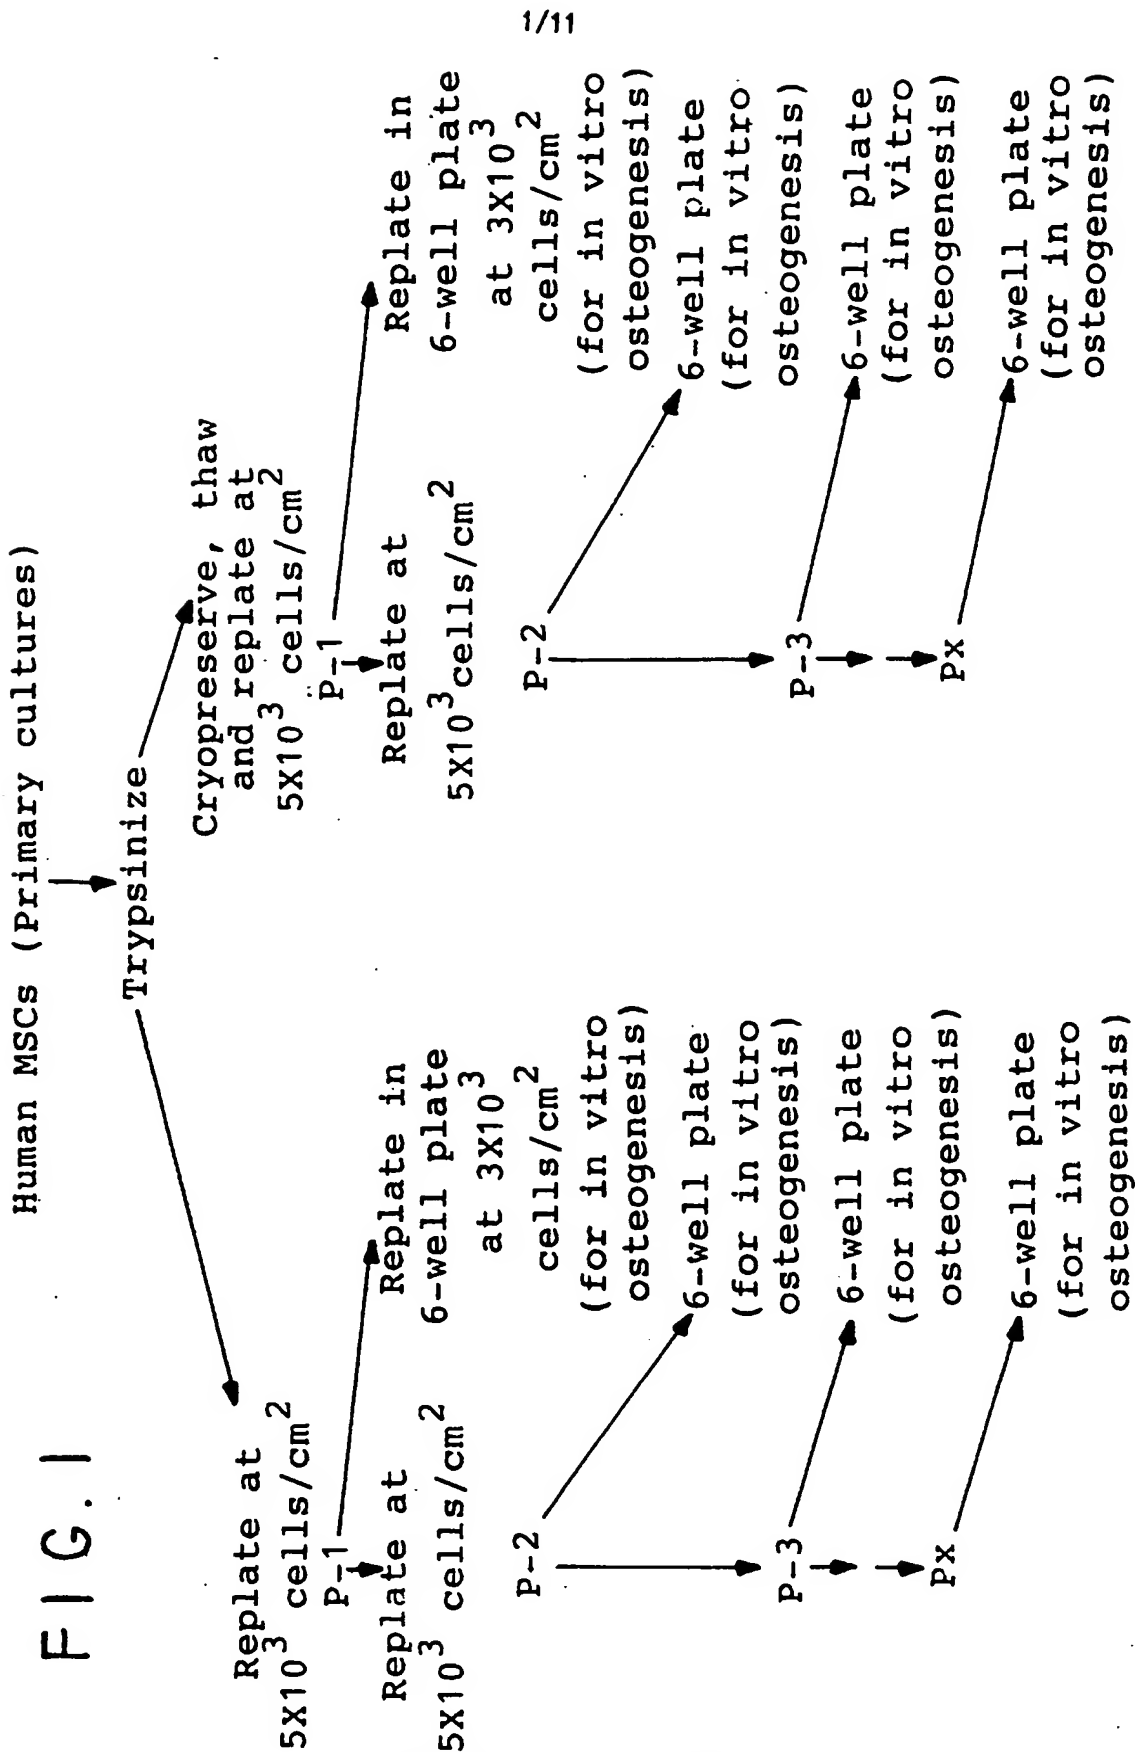 1/11
FIG.1
Human MSCs (Primary cultures)
Trypsinize
Replate at
5X10³ cells/cm²
P-1
Replate at
5X10³ cells/cm²
Replate in
6-well plate
at 3X10³
cells/cm²
(for in vitro
osteogenesis)
P-2
6-well plate
(for in vitro
osteogenesis)
P-3
6-well plate
(for in vitro
osteogenesis)
Px
6-well plate
(for in vitro
osteogenesis)
Cryopreserve, thaw
and replate at
5X10³ cells/cm²
P-1
Replate at
5X10³cells/cm²
Replate in
6-well plate
at 3X10³
cells/cm²
(for in vitro
osteogenesis)
P-2
6-well plate
(for in vitro
osteogenesis)
P-3
6-well plate
(for in vitro
osteogenesis)
Px
6-well plate
(for in vitro
osteogenesis)